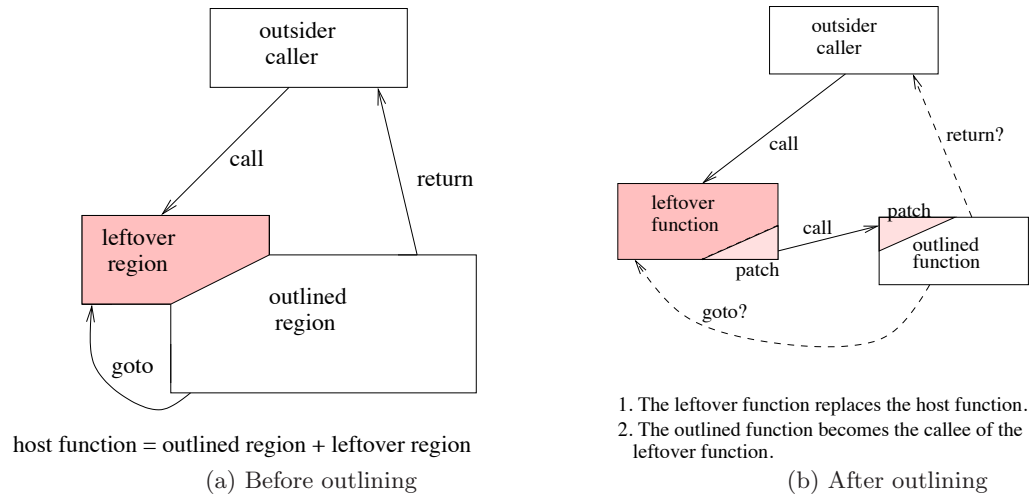 outsider
caller
call
return
leftover
region
outlined
region
goto
host function = outlined region + leftover region
(a) Before outlining
outsider
caller
return?
call
leftover
function
patch
call
patch
outlined
function
goto?
1. The leftover function replaces the host function.
2. The outlined function becomes the callee of the
leftover function.
(b) After outlining